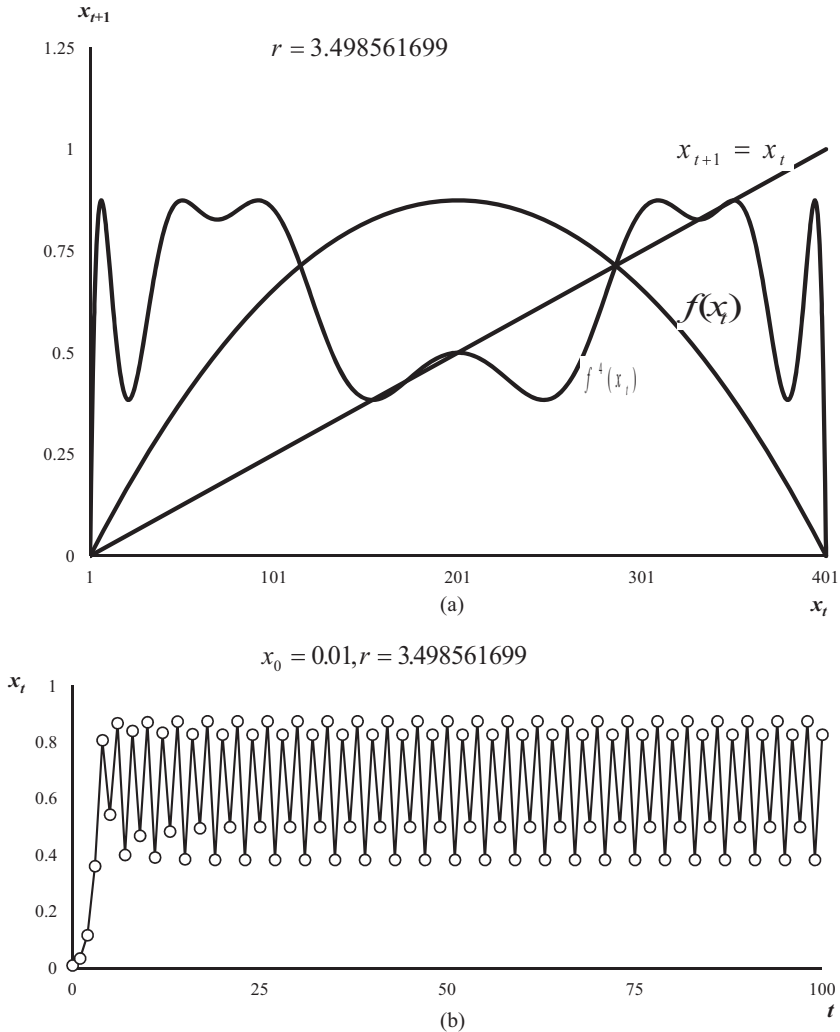 x_{t+1}
r = 3.498561699
1.25
1
0.75
0.5
0.25
0
x_{t+1} = x_t
f(x_t)
f^4(x_t)
1 101 201 301 401
(a)
x_t
x_0 = 0.01, r = 3.498561699
x_t
1
0.8
0.6
0.4
0.2
0
0 25 50 75 100
t
(b)